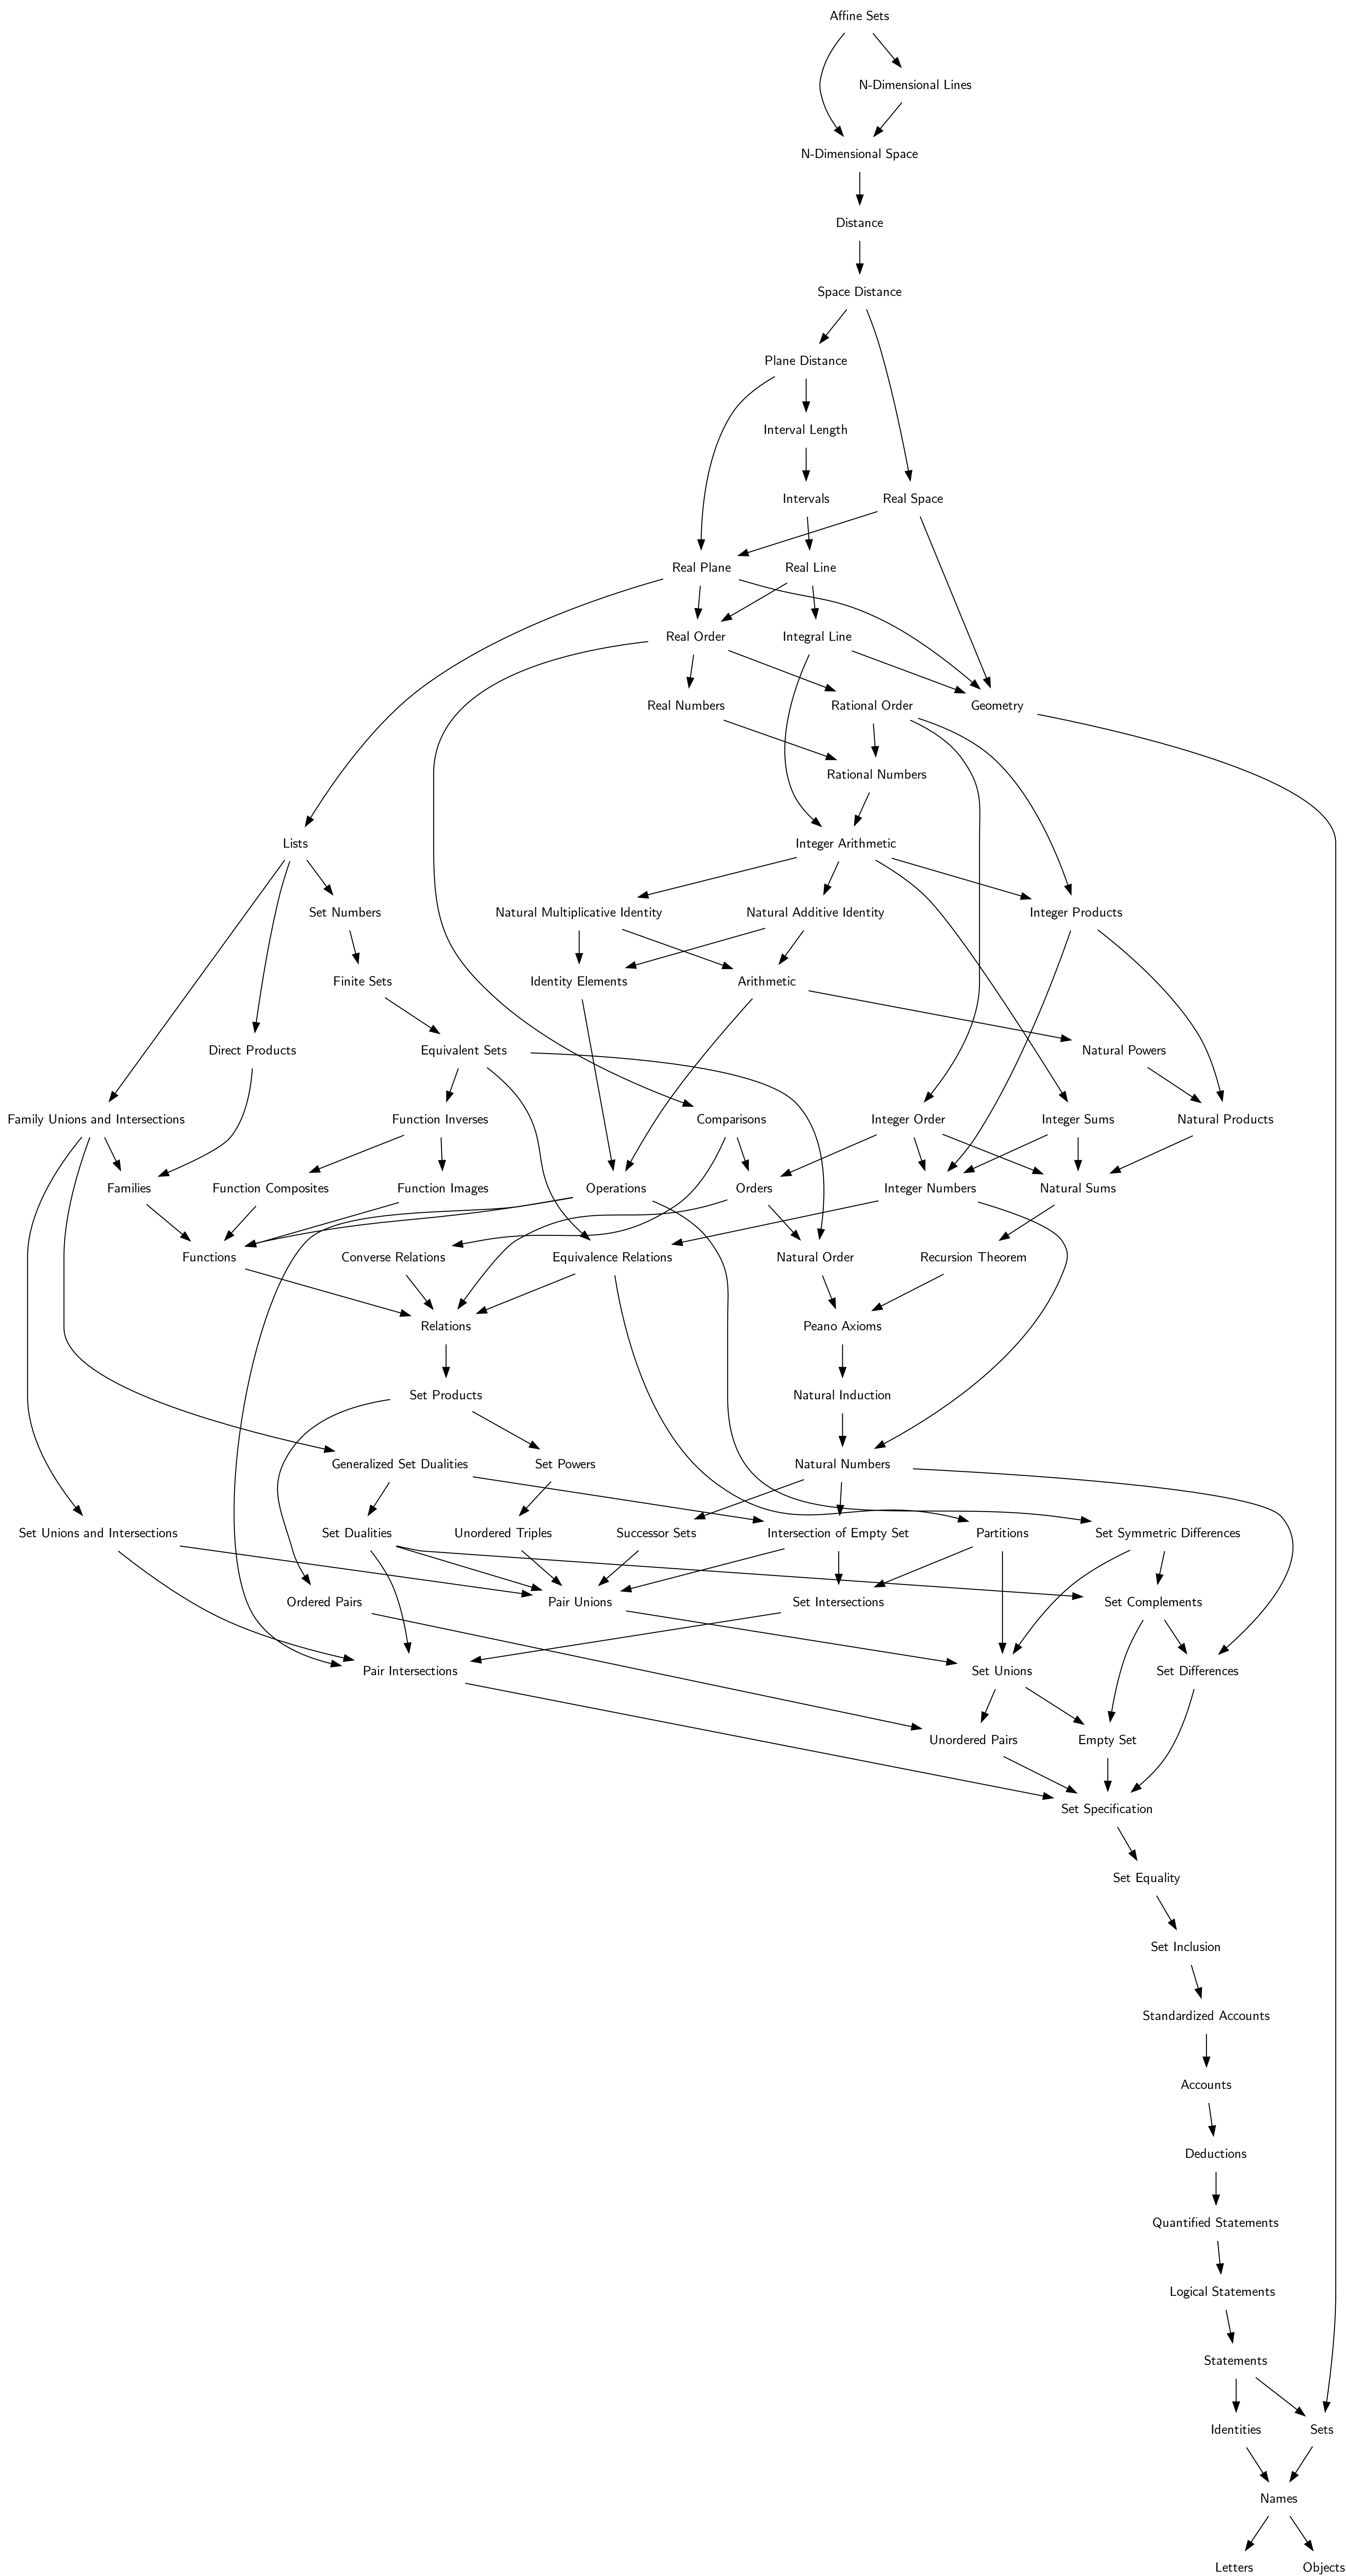 Affine Sets
N-Dimensional Lines
N-Dimensional Space
Distance
Space Distance
Plane Distance
Interval Length
Intervals
Real Space
Real Plane
Real Line
Real Order
Integral Line
Real Numbers
Rational Order
Geometry
Rational Numbers
Lists
Integer Arithmetic
Set Numbers
Natural Multiplicative Identity
Natural Additive Identity
Integer Products
Finite Sets
Identity Elements
Arithmetic
Direct Products
Equivalent Sets
Natural Powers
Family Unions and Intersections
Function Inverses
Comparisons
Integer Order
Integer Sums
Natural Products
Families
Function Composites
Function Images
Operations
Orders
Integer Numbers
Natural Sums
Functions
Converse Relations
Equivalence Relations
Natural Order
Recursion Theorem
Relations
Peano Axioms
Set Products
Natural Induction
Generalized Set Dualities
Set Powers
Natural Numbers
Set Unions and Intersections
Set Dualities
Unordered Triples
Successor Sets
Intersection of Empty Set
Partitions
Set Symmetric Differences
Ordered Pairs
Pair Unions
Set Intersections
Set Complements
Pair Intersections
Set Unions
Set Differences
Unordered Pairs
Empty Set
Set Specification
Set Equality
Set Inclusion
Standardized Accounts
Accounts
Deductions
Quantified Statements
Logical Statements
Statements
Identities
Sets
Names
Letters
Objects